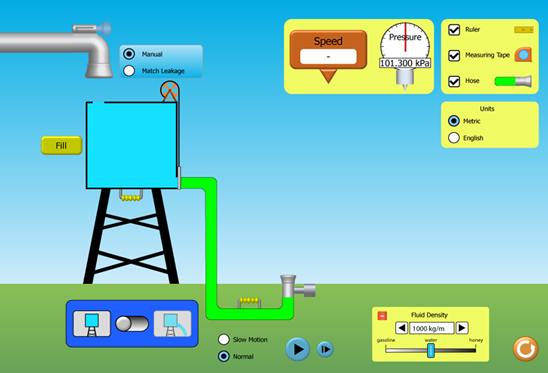 Manual
Match Leakage
Speed
-
Pressure
101.300 kPa
Ruler
Measuring Tape
Hose
Units
Metric
English
Fill
Slow Motion
Normal
Fluid Density
1000 kg/m
gasoline water honey